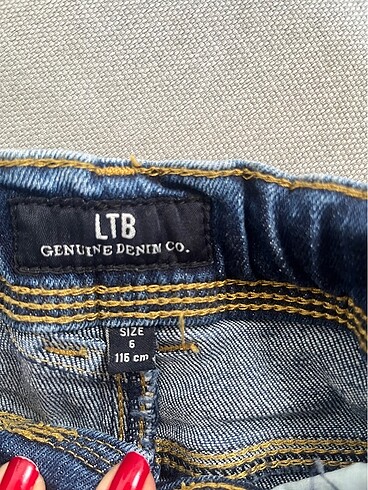 LTB
GENUINE DENIM CO.
SIZE
6
116 cm